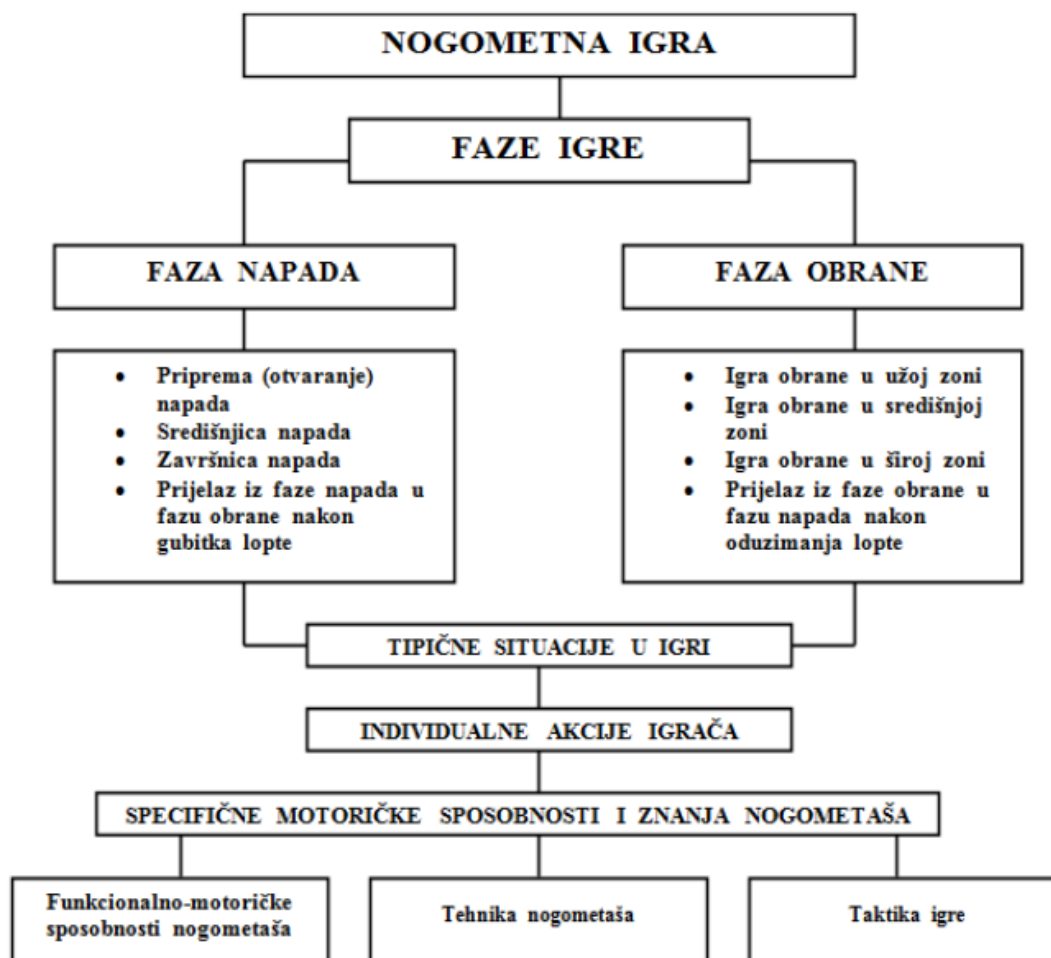 NOGOMETNA IGRA
FAZE IGRE
FAZA NAPADA
FAZA OBRANE
• Priprema (otvaranje)
napada
• Središnjica napada
• Završnica napada
• Prijelaz iz faze napada u
fazu obrane nakon
gubitka lopte
• Igra obrane u užoj zoni
• Igra obrane u središnjoj
zoni
• Igra obrane u široj zoni
• Prijelaz iz faze obrane u
fazu napada nakon
oduzimanja lopte
TIPIČNE SITUACIJE U IGRI
INDIVIDUALNE AKCIJE IGRAČA
SPECIFIČNE MOTORIČKE SPOSOBNOSTI I ZNANJA NOGOMETAŠA
Funkcionalno-motoričke
sposobnosti nogometaša
Tehnika nogometaša
Taktika igre